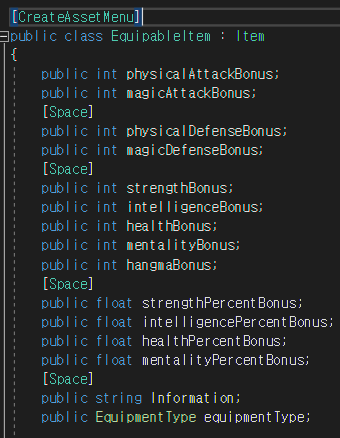 [CreateAssetMenu]
public class EquipableItem : Item
{
public int physicalAttackBonus;
public int magicAttackBonus;
[Space]
public int physicalDefenseBonus;
public int magicDefenseBonus;
[Space]
public int strengthBonus;
public int intelligenceBonus;
public int healthBonus;
public int mentalityBonus;
public int hangmaBonus;
[Space]
public float strengthPercentBonus;
public float intelligencePercentBonus;
public float healthPercentBonus;
public float mentalityPercentBonus;
[Space]
public string Information;
public EquipmentType equipmentType;